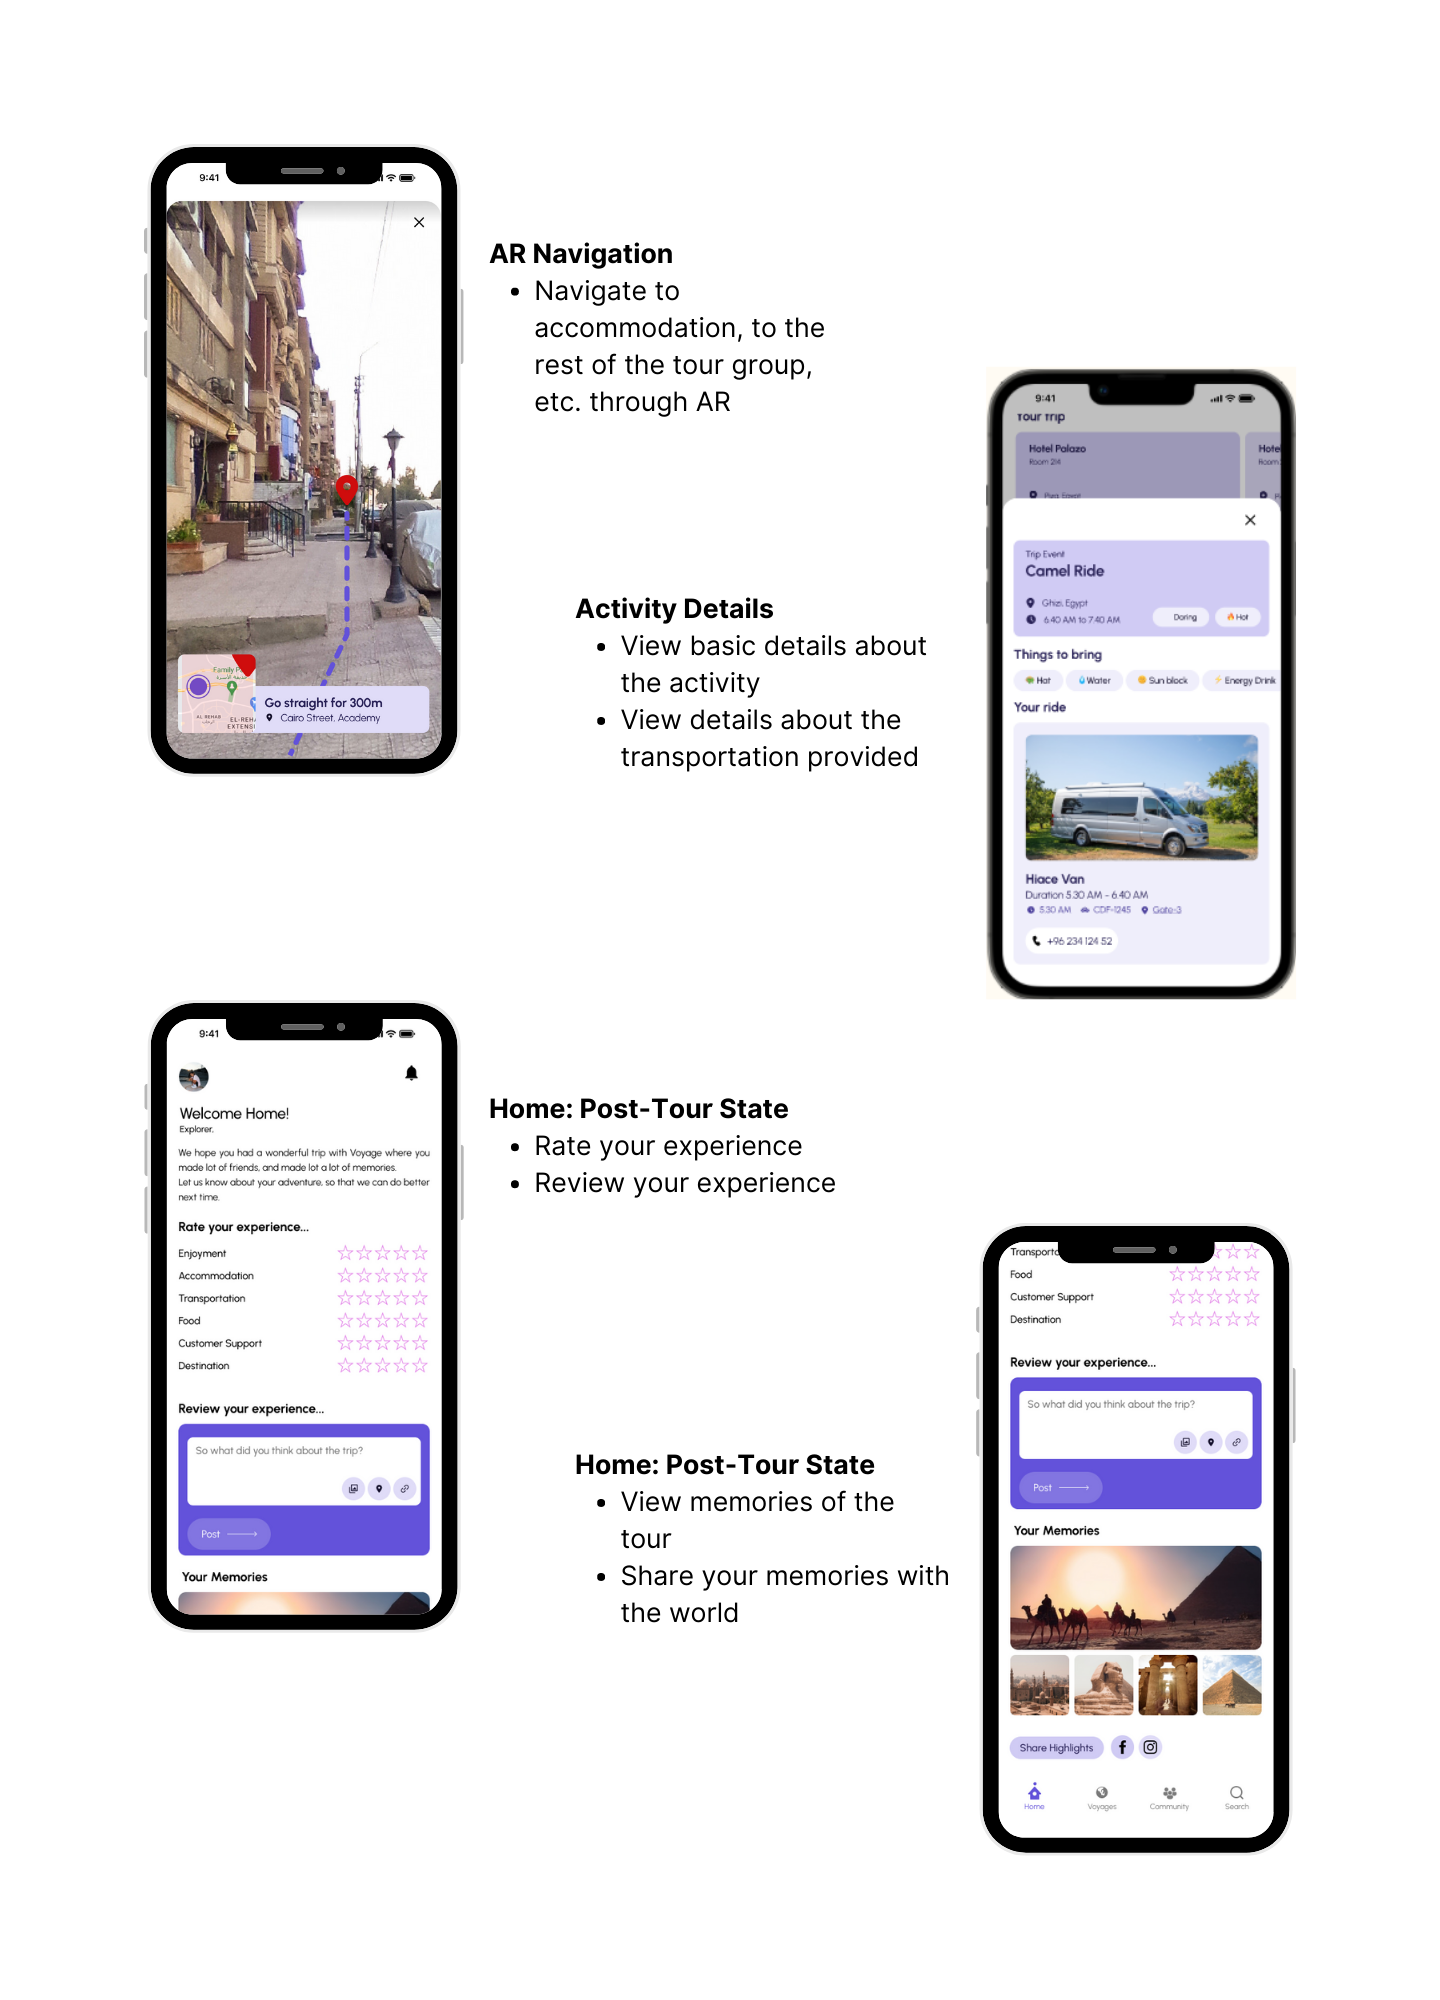 9:41
AR Navigation
Navigate to
accommodation, to the
rest of the tour group,
etc. through AR
Family P
AL REHAB
EL-REHA
EXTENS
Go straight for 300m
Cairo Street, Academy
9:41
Your Trip
Hotel Palazo
Room 214
Hotel
Room
Trip Event
Camel Ride
Ghizi, Egypt
6:40 AM to 7:40 AM
Doring
Hot
Things to bring
Hat
Water
Sun block
Energy Drink
Your ride
Hiace Van
Duration 5.30 AM - 6.40 AM
5:30 AM
CDF-1245
Gate-3
+96 234 124 52
Activity Details
View basic details about
the activity
View details about the
transportation provided
9:41
Welcome Home!
Explorer,
We hope you had a wonderful trip with Voyage where you
made lot of friends, and made lot a lot of memories.
Let us know about your adventure, so that we can do better
next time.
Rate your experience...
Enjoyment
Accommodation
Transportation
Food
Customer Support
Destination
Review your experience...
So what did you think about the trip?
Post
Your Memories
Home: Post-Tour State
Rate your experience
Review your experience
Transporta
Food
Customer Support
Destination
Review your experience...
So what did you think about the trip?
Post
Your Memories
Share Highlights
Home
Voyages
Community
Search
Home: Post-Tour State
View memories of the
tour
Share your memories with
the world